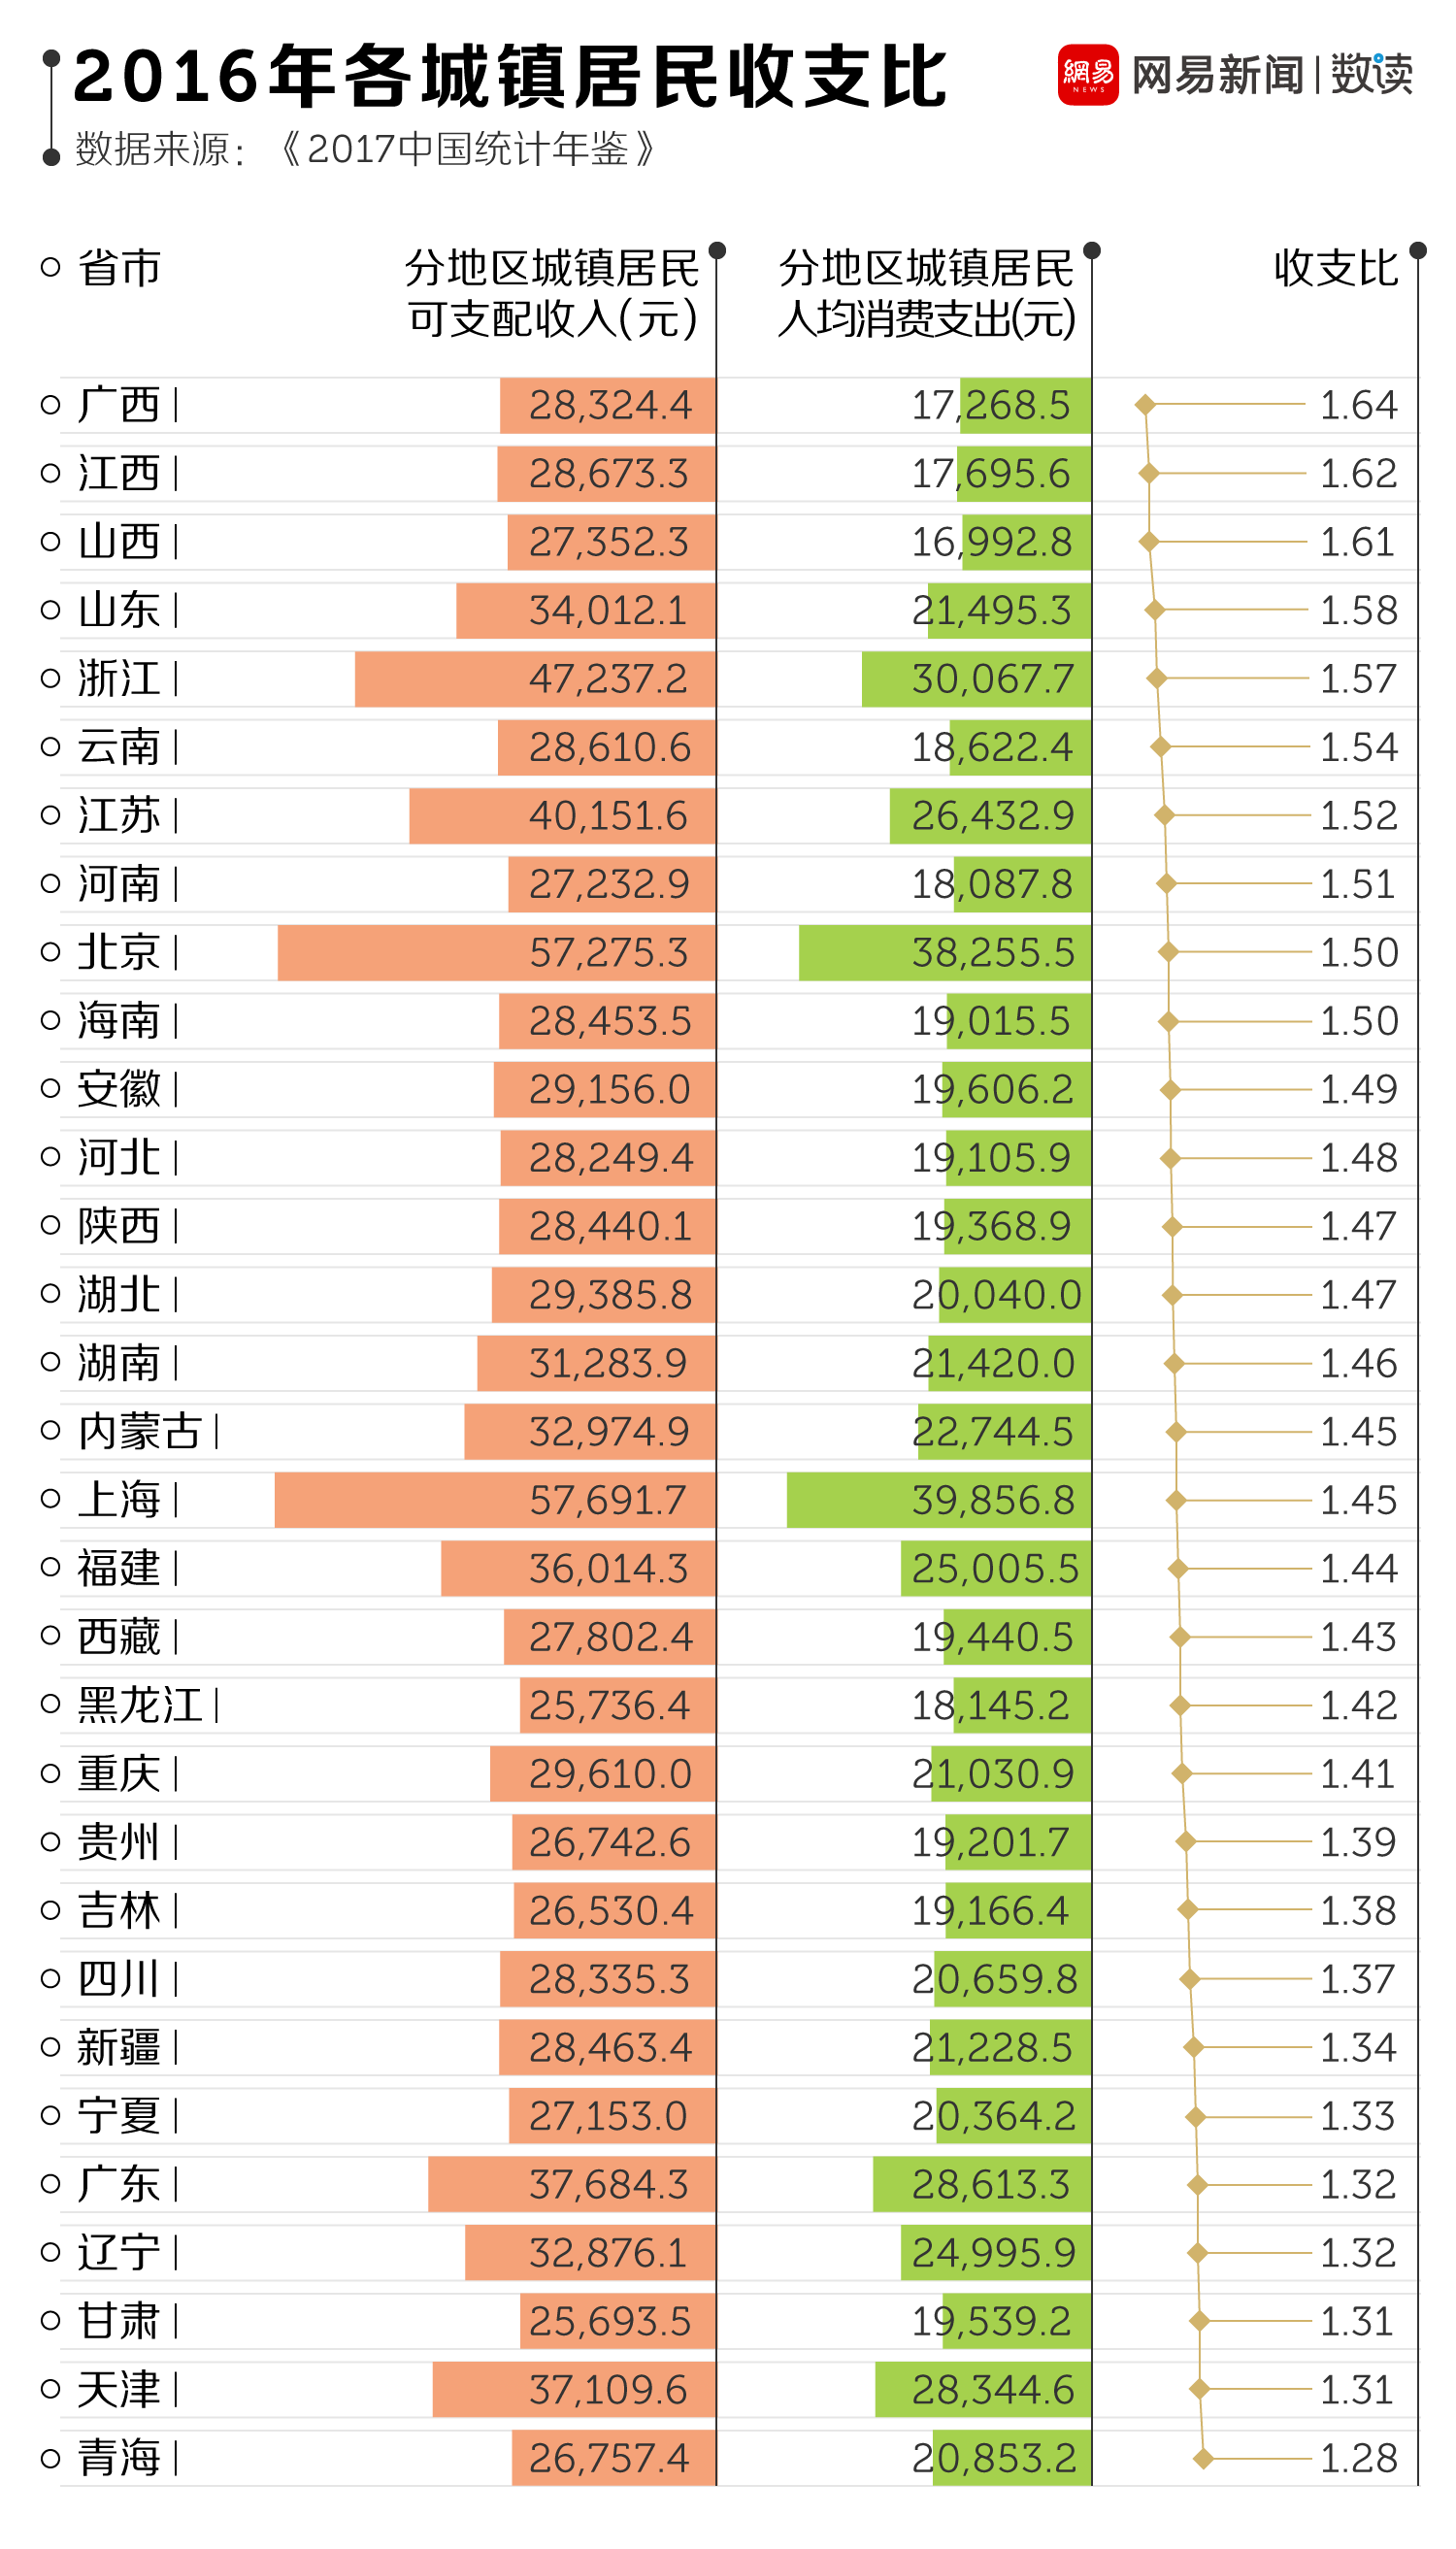 2016年各城镇居民收支比
網易 NEWS 网易新闻|数读
数据来源：《2017中国统计年鉴》
省市 分地区城镇居民可支配收入(元) 分地区城镇居民人均消费支出(元) 收支比
广西| 28,324.4 17,268.5 1.64
江西| 28,673.3 17,695.6 1.62
山西| 27,352.3 16,992.8 1.61
山东| 34,012.1 21,495.3 1.58
浙江| 47,237.2 30,067.7 1.57
云南| 28,610.6 18,622.4 1.54
江苏| 40,151.6 26,432.9 1.52
河南| 27,232.9 18,087.8 1.51
北京| 57,275.3 38,255.5 1.50
海南| 28,453.5 19,015.5 1.50
安徽| 29,156.0 19,606.2 1.49
河北| 28,249.4 19,105.9 1.48
陕西| 28,440.1 19,368.9 1.47
湖北| 29,385.8 20,040.0 1.47
湖南| 31,283.9 21,420.0 1.46
内蒙古| 32,974.9 22,744.5 1.45
上海| 57,691.7 39,856.8 1.45
福建| 36,014.3 25,005.5 1.44
西藏| 27,802.4 19,440.5 1.43
黑龙江| 25,736.4 18,145.2 1.42
重庆| 29,610.0 21,030.9 1.41
贵州| 26,742.6 19,201.7 1.39
吉林| 26,530.4 19,166.4 1.38
四川| 28,335.3 20,659.8 1.37
新疆| 28,463.4 21,228.5 1.34
宁夏| 27,153.0 20,364.2 1.33
广东| 37,684.3 28,613.3 1.32
辽宁| 32,876.1 24,995.9 1.32
甘肃| 25,693.5 19,539.2 1.31
天津| 37,109.6 28,344.6 1.31
青海| 26,757.4 20,853.2 1.28